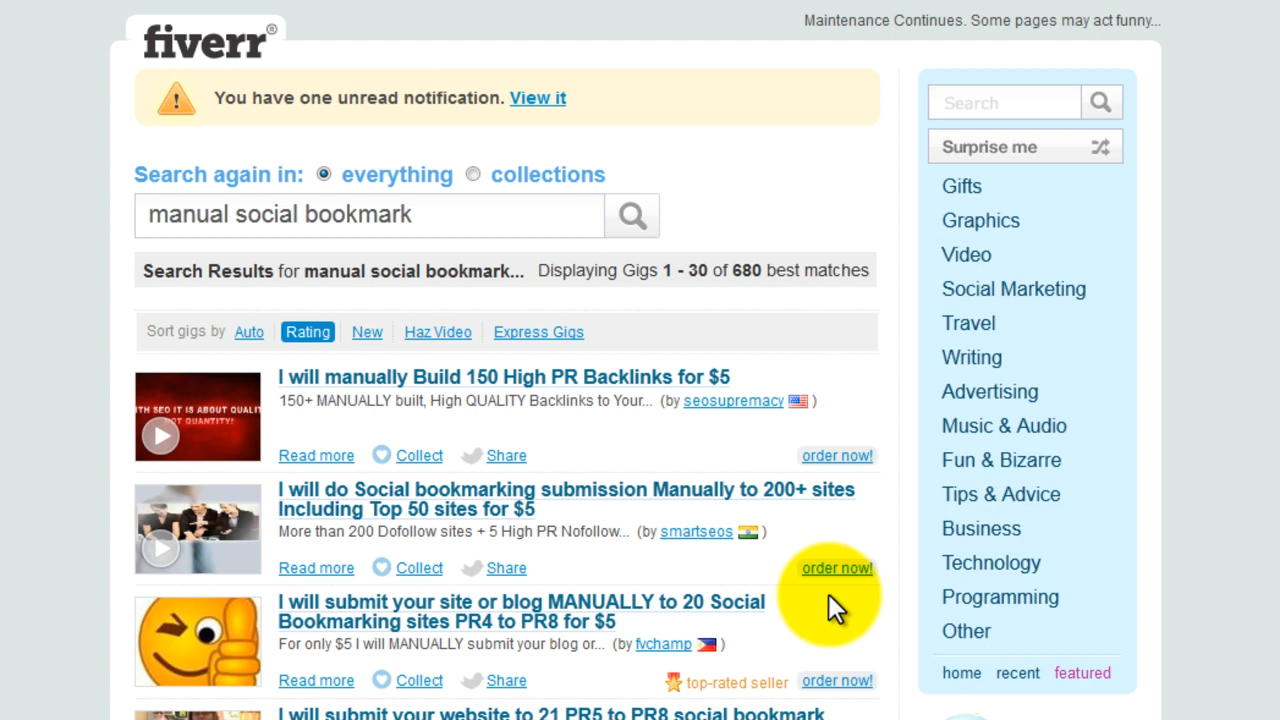 Maintenance Continues. Some pages may act funny...
fiverr®
You have one unread notification. View it
Search again in: everything collections
manual social bookmark
Search Results for manual social bookmark... Displaying Gigs 1 - 30 of 680 best matches
Sort gigs by Auto Rating New Haz Video Express Gigs
I will manually Build 150 High PR Backlinks for $5
150+ MANUALLY built, High QUALITY Backlinks to Your... (by seosupremacy )
TH SEO IT IS ABOUT QUALI
NOT QUANTITY!
Read more Collect Share order now!
I will do Social bookmarking submission Manually to 200+ sites
Including Top 50 sites for $5
More than 200 Dofollow sites + 5 High PR Nofollow... (by smartseos )
Read more Collect Share order now!
I will submit your site or blog MANUALLY to 20 Social
Bookmarking sites PR4 to PR8 for $5
For only $5 I will MANUALLY submit your blog or... (by fvchamp )
Read more Collect Share top-rated seller order now!
I will submit your website to 21 PR5 to PR8 social bookmark
Search
Surprise me
Gifts
Graphics
Video
Social Marketing
Travel
Writing
Advertising
Music & Audio
Fun & Bizarre
Tips & Advice
Business
Technology
Programming
Other
home recent featured